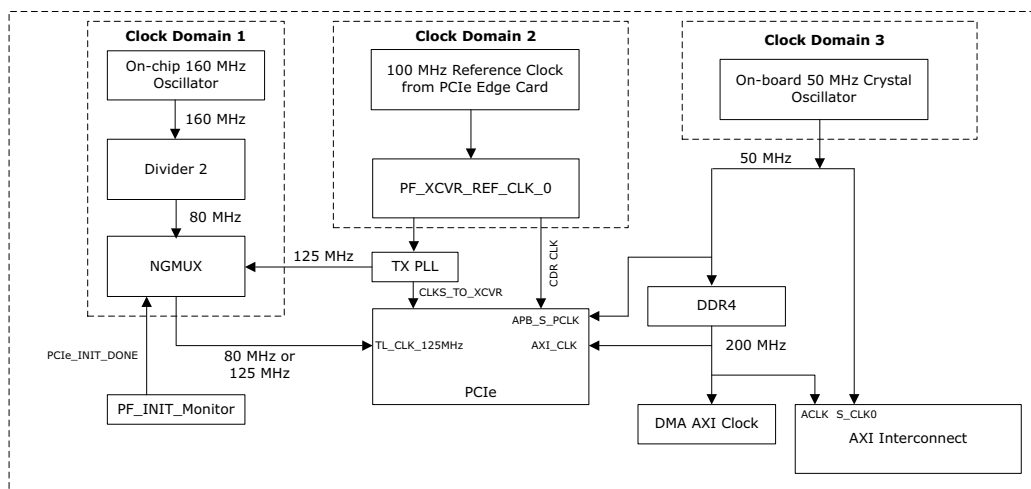 Clock Domain 1
On-chip 160 MHz
Oscillator
160 MHz
Divider 2
80 MHz
NGMUX
PCIe_INIT_DONE
PF_INIT_Monitor
80 MHz or
125 MHz
Clock Domain 2
100 MHz Reference Clock
from PCIe Edge Card
PF_XCVR_REF_CLK_0
125 MHz
TX PLL
CLKS_TO_XCVR
CDR CLK
APB_S_PCLK
TL_CLK_125MHz
AXI_CLK
PCIe
Clock Domain 3
On-board 50 MHz Crystal
Oscillator
50 MHz
DDR4
200 MHz
DMA AXI Clock
ACLK S_CLK0
AXI Interconnect